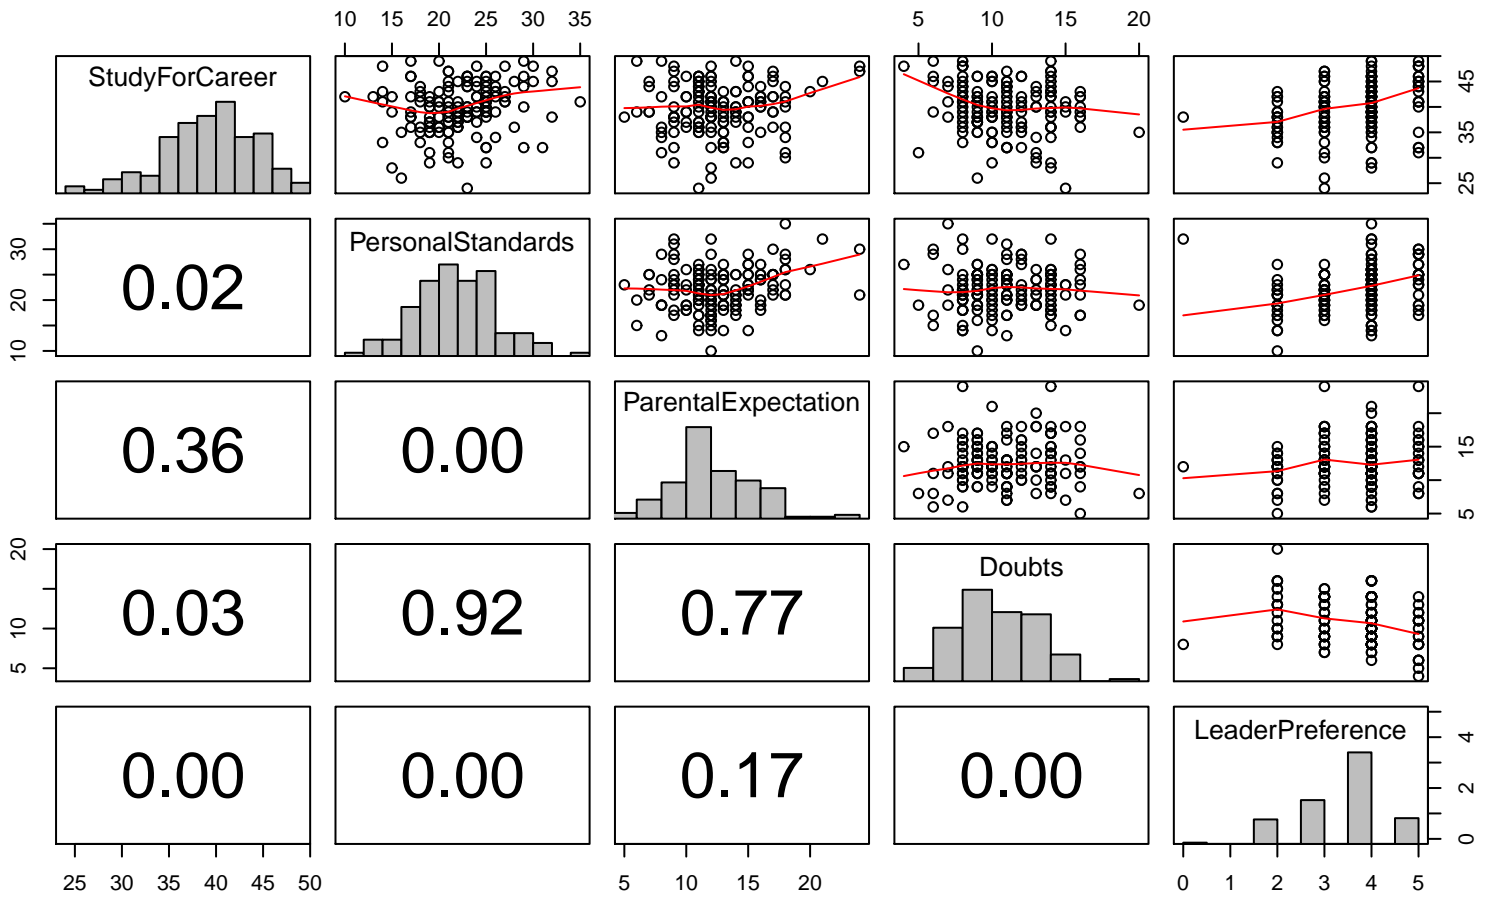 10 15 20 25 30 35 5 10 15 20
StudyForCareer
25 35 45
10 20 30
0.02
PersonalStandards
0.36 0.00
ParentalExpectation
5 15
5 10 20
0.03 0.92 0.77
Doubts
0.00 0.00 0.17 0.00
LeaderPreference
0 2 4
25 30 35 40 45 50 5 10 15 20 0 1 2 3 4 5